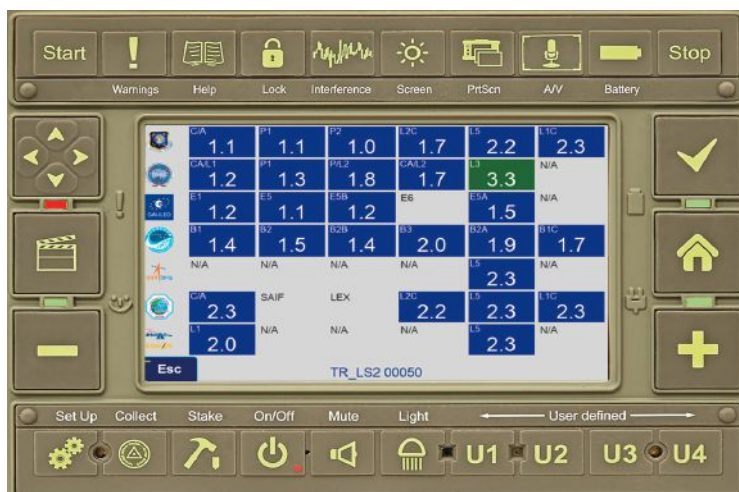 Start
Stop
Warnings Help Lock Interference Screen PrtScn A/V Battery
C/A 1.1 P1 1.1 P2 1.0 L2C 1.7 L5 2.2 L1C 2.3
CA/L1 1.2 P1 1.3 P/L2 1.8 CA/L2 1.7 L3 3.3 N/A
GALILEO E1 1.2 E5 1.1 E5B 1.2 E6 E5A 1.5 N/A
B1 1.4 B2 1.5 B2B 1.4 B3 2.0 B2A 1.9 B1C 1.7
N/A N/A N/A N/A L5 2.3 N/A
C/A 2.3 SAIF LEX L2C 2.2 L5 2.3 L1C 2.3
L1 2.0 N/A N/A N/A L5 2.3 N/A
Esc TR_LS2 00050
Set Up Collect Stake On/Off Mute Light User defined
U1 U2 U3 U4